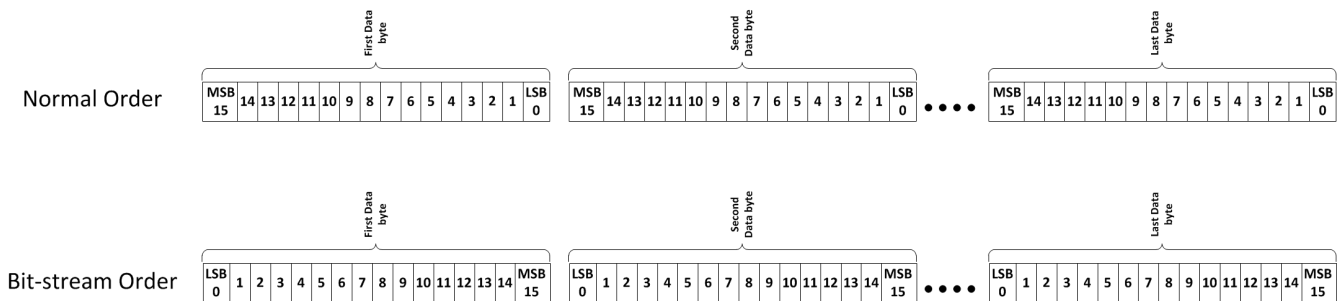 First Data
byte
Second
Data byte
Last Data
byte
Normal Order
MSB 15 14 13 12 11 10 9 8 7 6 5 4 3 2 1 LSB 0
MSB 15 14 13 12 11 10 9 8 7 6 5 4 3 2 1 LSB 0
MSB 15 14 13 12 11 10 9 8 7 6 5 4 3 2 1 LSB 0
First Data
byte
Second
Data byte
Last Data
byte
Bit-stream Order
LSB 0 1 2 3 4 5 6 7 8 9 10 11 12 13 14 MSB 15
LSB 0 1 2 3 4 5 6 7 8 9 10 11 12 13 14 MSB 15
LSB 0 1 2 3 4 5 6 7 8 9 10 11 12 13 14 MSB 15